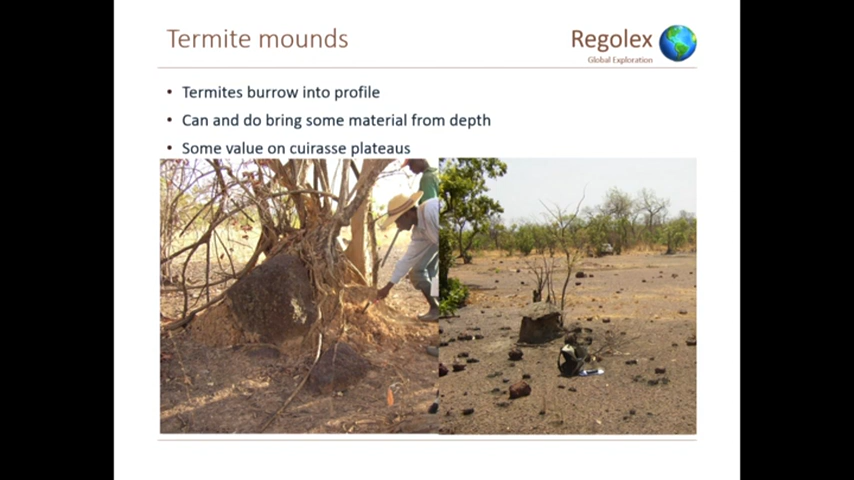 Termite mounds
Regolex
Global Exploration
• Termites burrow into profile
• Can and do bring some material from depth
• Some value on cuirasse plateaus